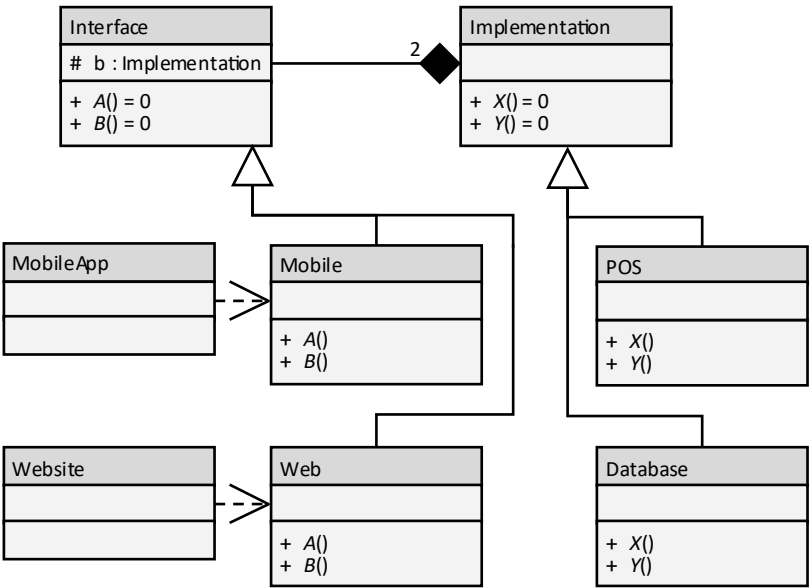 Interface
# b : Implementation
+ A() = 0
+ B() = 0
2
Implementation
+ X() = 0
+ Y() = 0
MobileApp
Mobile
+ A()
+ B()
POS
+ X()
+ Y()
Website
Web
+ A()
+ B()
Database
+ X()
+ Y()